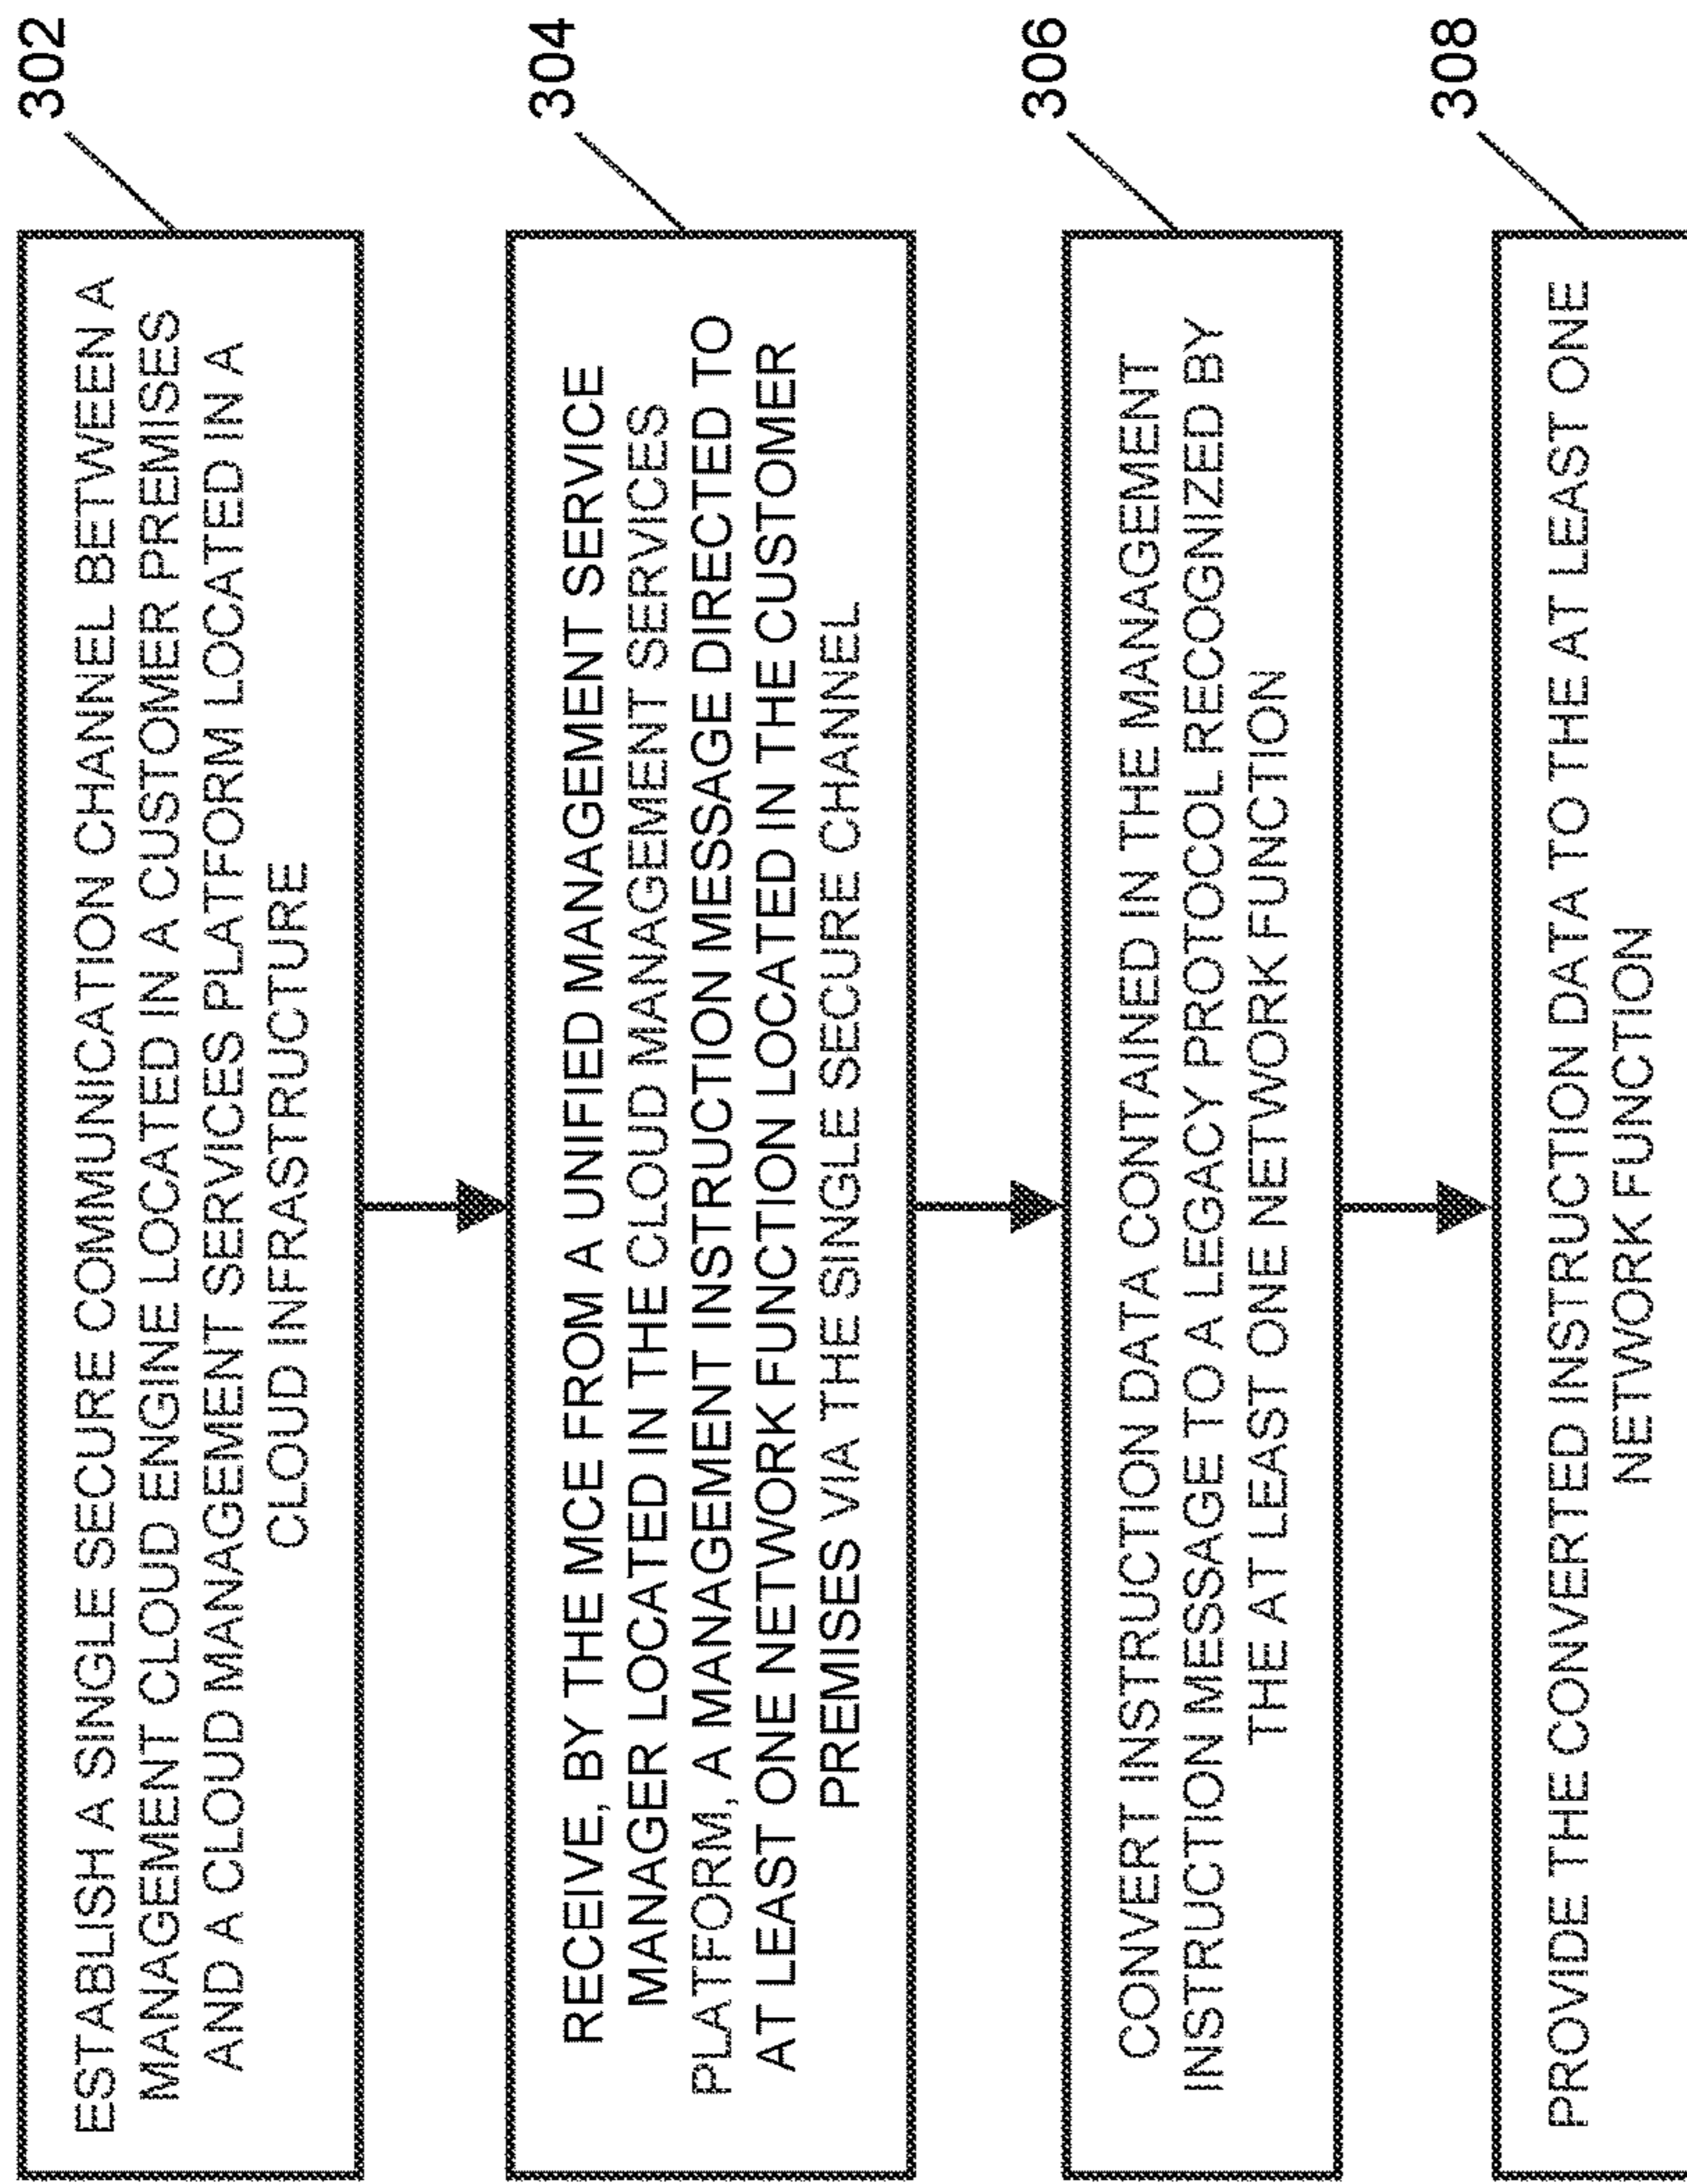 302
ESTABLISH A SINGLE SECURE COMMUNICATION CHANNEL BETWEEN A
MANAGEMENT CLOUD ENGINE LOCATED IN A CUSTOMER PREMISES
AND A CLOUD MANAGEMENT SERVICES PLATFORM LOCATED IN A
CLOUD INFRASTRUCTURE
304
RECEIVE, BY THE MCE FROM A UNIFIED MANAGEMENT SERVICE
MANAGER LOCATED IN THE CLOUD MANAGEMENT SERVICES
PLATFORM, A MANAGEMENT INSTRUCTION MESSAGE DIRECTED TO
AT LEAST ONE NETWORK FUNCTION LOCATED IN THE CUSTOMER
PREMISES VIA THE SINGLE SECURE CHANNEL
306
CONVERT INSTRUCTION DATA CONTAINED IN THE MANAGEMENT
INSTRUCTION MESSAGE TO A LEGACY PROTOCOL RECOGNIZED BY
THE AT LEAST ONE NETWORK FUNCTION
308
PROVIDE THE CONVERTED INSTRUCTION DATA TO THE AT LEAST ONE
NETWORK FUNCTION